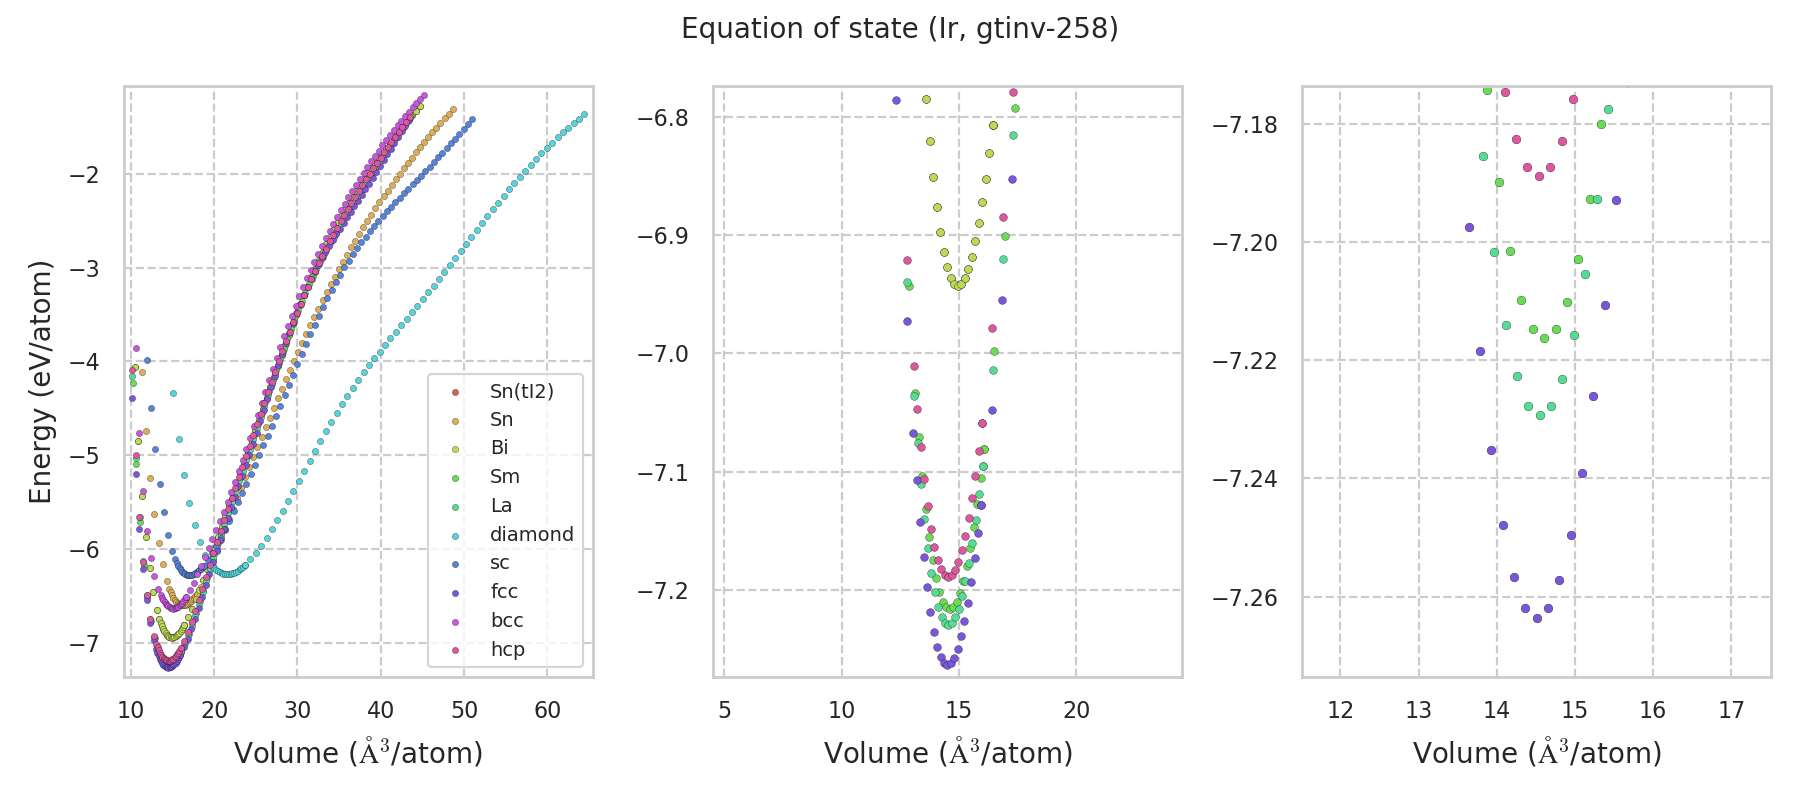 Equation of state (Ir, gtinv-258)
Energy (eV/atom)
−2
−3
−4
−5
−6
−7
10 20 30 40 50 60
Volume (Å³/atom)
Sn(tI2)
Sn
Bi
Sm
La
diamond
sc
fcc
bcc
hcp
−6.8
−6.9
−7.0
−7.1
−7.2
5 10 15 20
Volume (Å³/atom)
−7.18
−7.20
−7.22
−7.24
−7.26
12 13 14 15 16 17
Volume (Å³/atom)